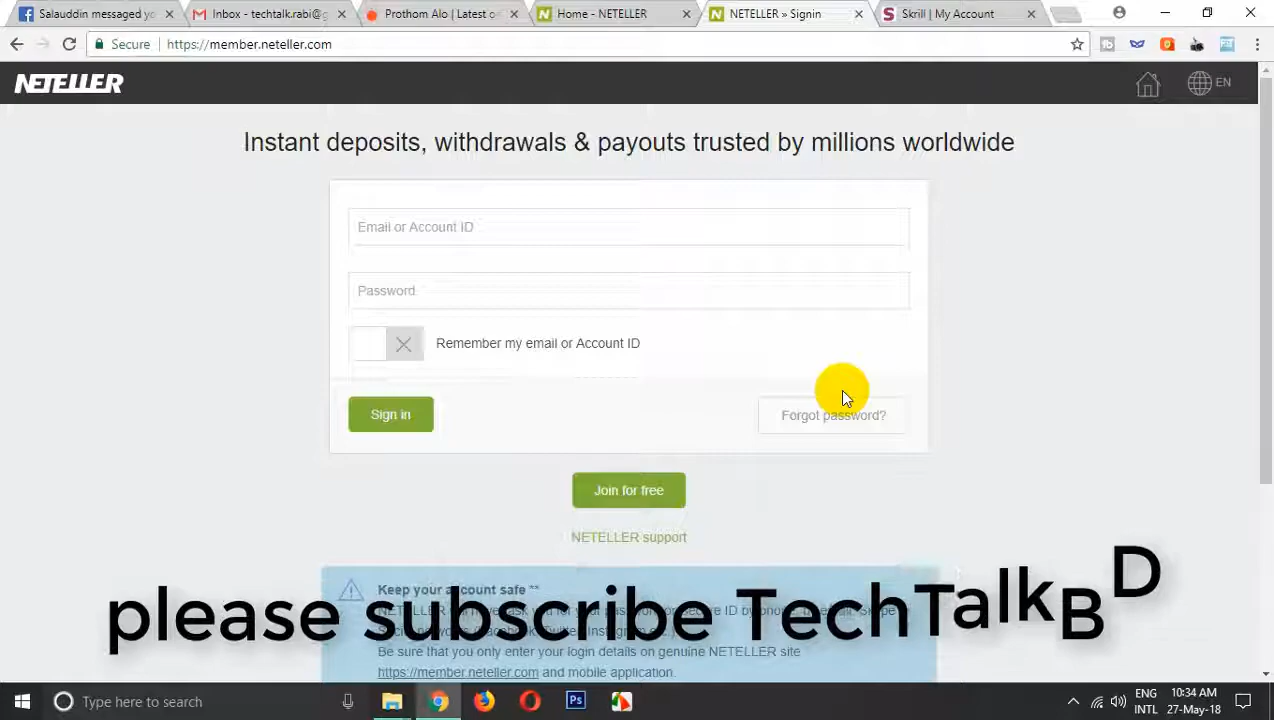 Salauddin messaged yo
Inbox - techtalk.rabi@g
Prothom Alo | Latest o
Home - NETELLER
NETELLER » Signin
Skrill | My Account
Secure
https://member.neteller.com
NETELLER
EN
Instant deposits, withdrawals & payouts trusted by millions worldwide
Email or Account ID
Password
Remember my email or Account ID
Sign in
Forgot password?
Join for free
NETELLER support
Keep your account safe **
please subscribe TechTalkBD
Be sure that you only enter your login details on genuine NETELLER site
https://member.neteller.com and mobile application.
Type here to search
Ps
ENG
INTL
10:34 AM
27-May-18